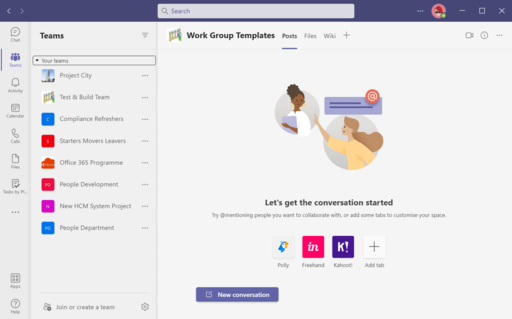 Search
Chat
Teams
Activity
Calendar
Calls
Files
Tasks by Pl...
Apps
Help
Teams
Your teams
Project City
Test & Build Team
C Compliance Refreshers
S Starters Movers Leavers
Office 365 Programme
PD People Development
N New HCM System Project
PD People Department
Join or create a team
Work Group Templates Posts Files Wiki
@
Let's get the conversation started
Try @mentioning people you want to collaborate with, or add some tabs to customise your space.
in K!
Polly Freehand Kahoot! Add tab
New conversation